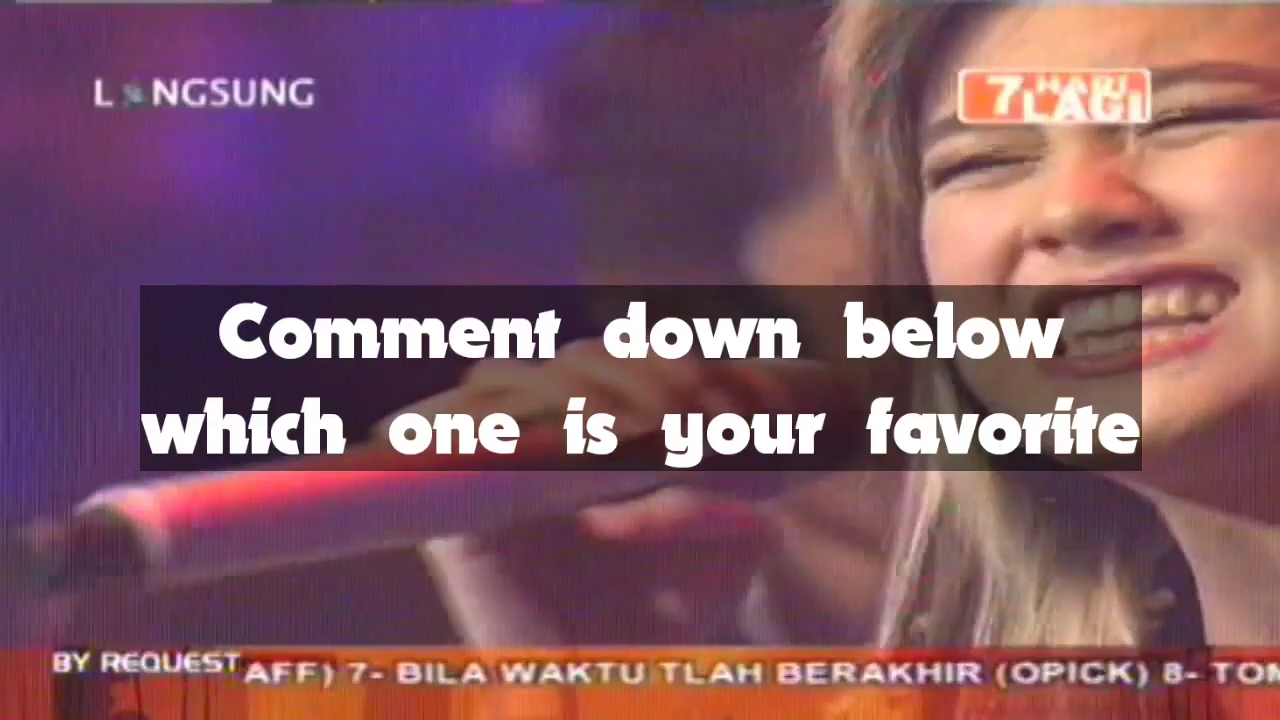 L NGSUNG
7 HARI
LAGI
Comment down below
which one is your favorite
BY REQUEST
AFF) 7- BILA WAKTU TLAH BERAKHIR (OPICK) 8- TOM